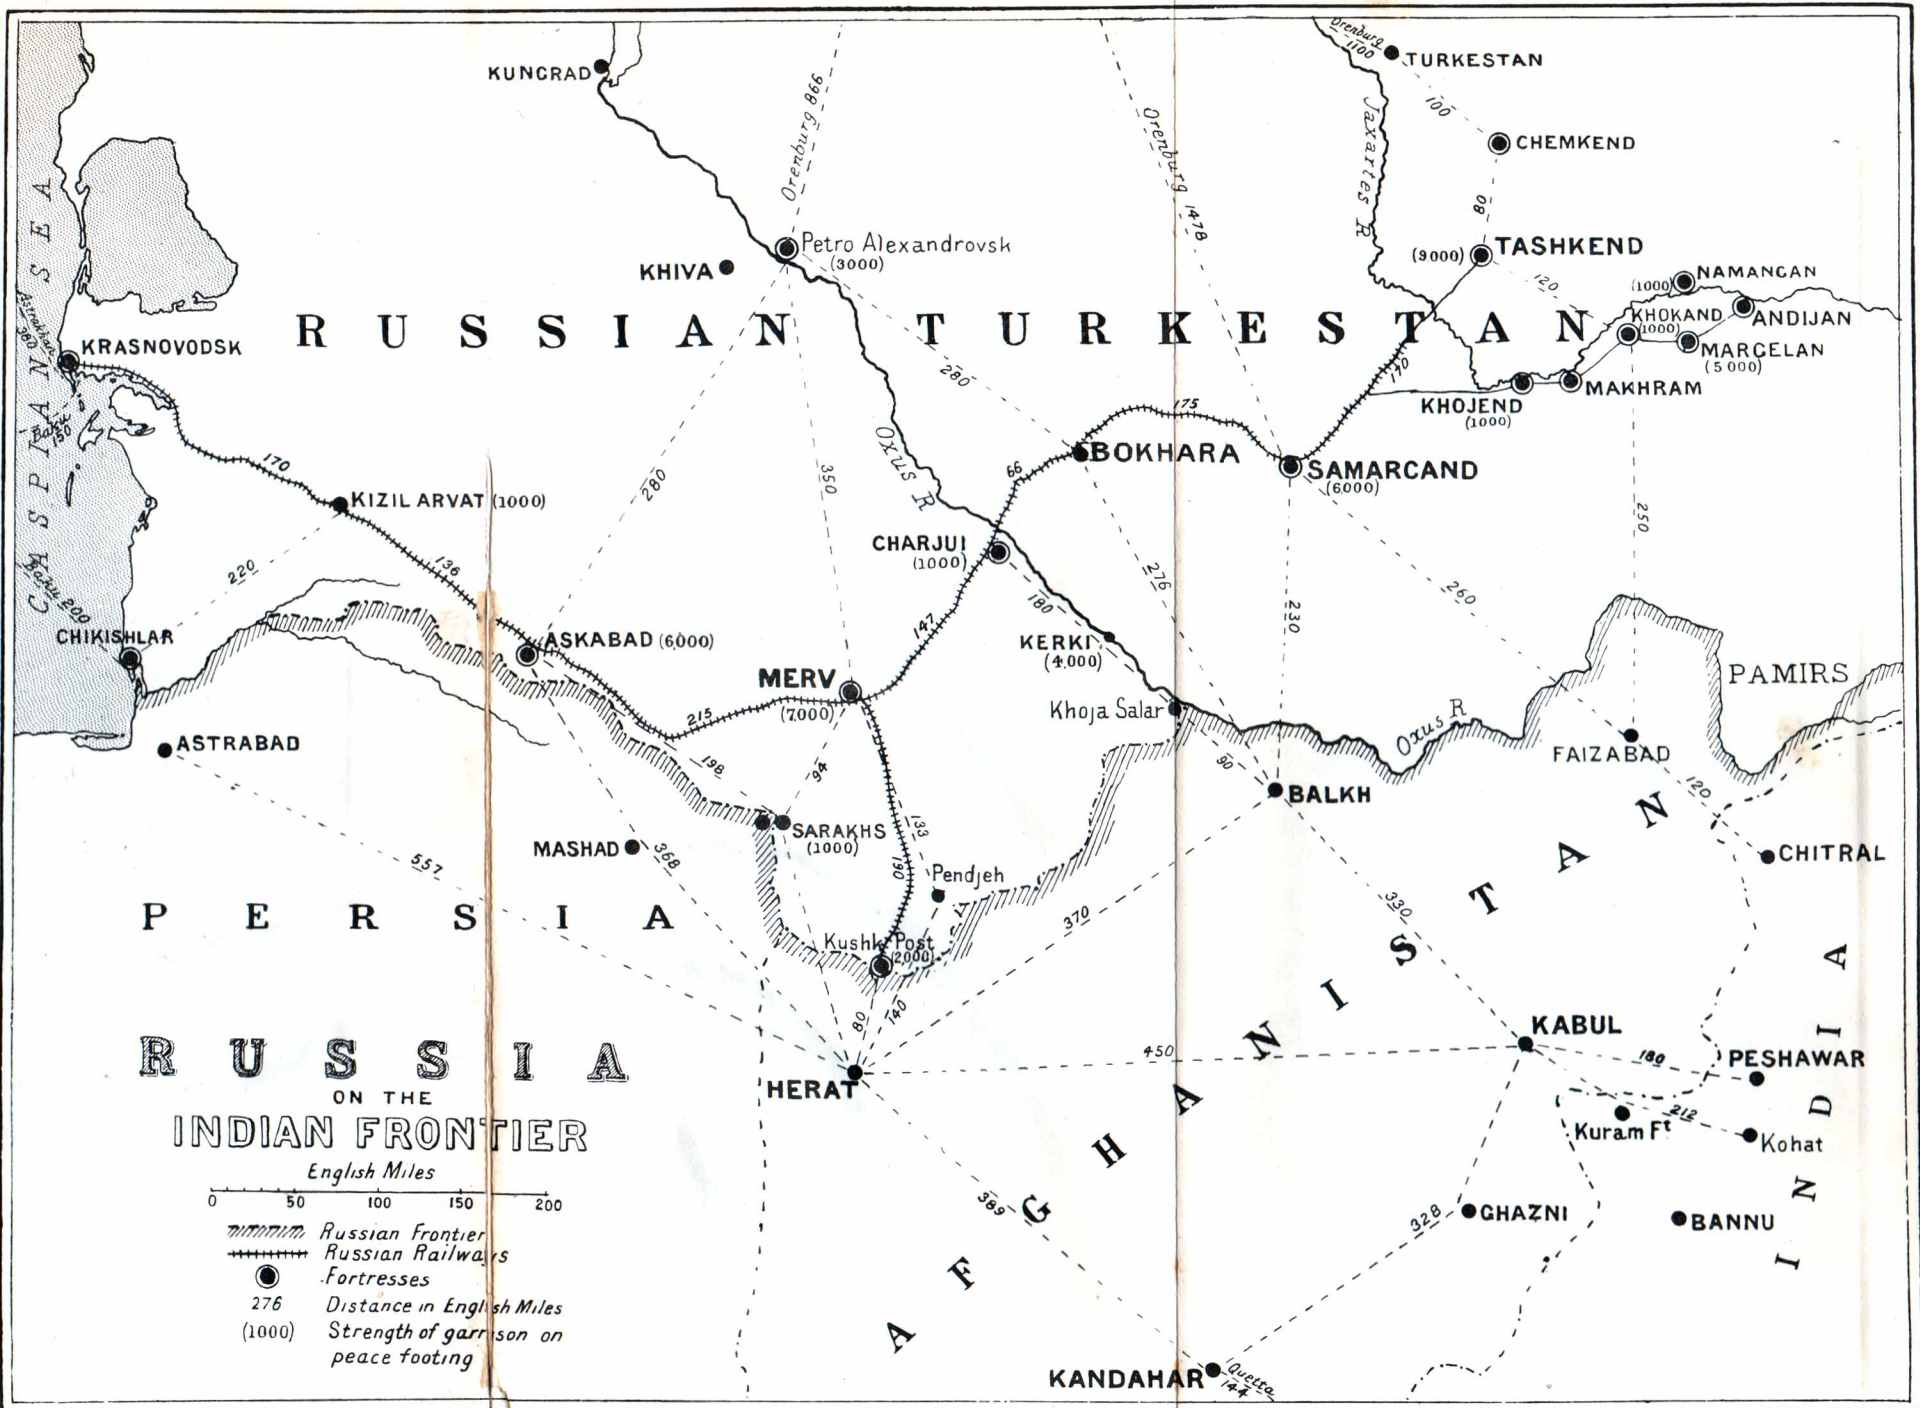 Orenburg
1100
TURKESTAN
KUNGRAD
Orenburg 866
Orenburg 1478
Jaxartes R
100
CHEMKEND
80
CASPIAN SEA
Petro Alexandrovsk
(3000)
KHIVA
(9000)
TASHKEND
120
NAMANGAN
(1000)
KHOKAND
(1000)
ANDIJAN
MARGELAN
(5000)
RUSSIAN TURKESTAN
Astrakhan
380
KRASNOVODSK
Baku
150
280
170
MAKHRAM
KHOJEND
(1000)
175
Oxus R
BOKHARA
66
SAMARCAND
(6000)
170
KIZIL ARVAT (1000)
280
350
250
CHARJUI
(1000)
136
220
Baku 209
276
180
230
260
147
CHIKISHLAR
ASKABAD (6000)
KERKI
(4,000)
MERV
(7,000)
PAMIRS
Khoja Salar
215
Oxus R
ASTRABAD
198
94
90
FAIZABAD
120
BALKH
133
SARAKHS
(1000)
MASHAD
368
190
557
Pendjeh
CHITRAL
370
330
PERSIA
Kushk Post
(2,000)
80
140
AFGHANISTAN
INDIA
KABUL
450
180
PESHAWAR
HERAT
212
Kuram Ft
Kohat
389
328
GHAZNI
BANNU
KANDAHAR
Quetta
144
RUSSIA
ON THE
INDIAN FRONTIER
English Miles
0 50 100 150 200
Russian Frontier
Russian Railways
Fortresses
276 Distance in English Miles
(1000) Strength of garrison on
peace footing